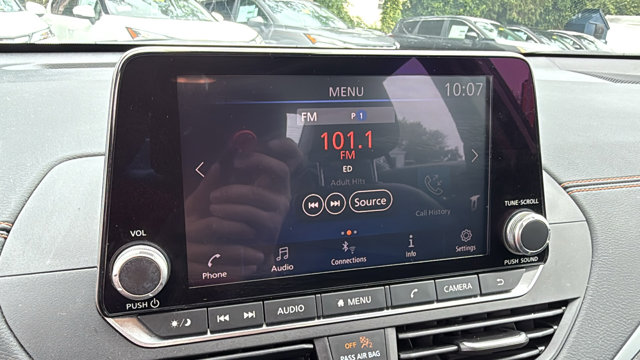 MENU
10:07
FM P 1
101.1
FM
ED
Adult Hits
Source
Call History
Phone
Audio
Connections
Info
Settings
VOL
PUSH
TUNE•SCROLL
PUSH SOUND
AUDIO
MENU
CAMERA
OFF 2
PASS AIR BAG